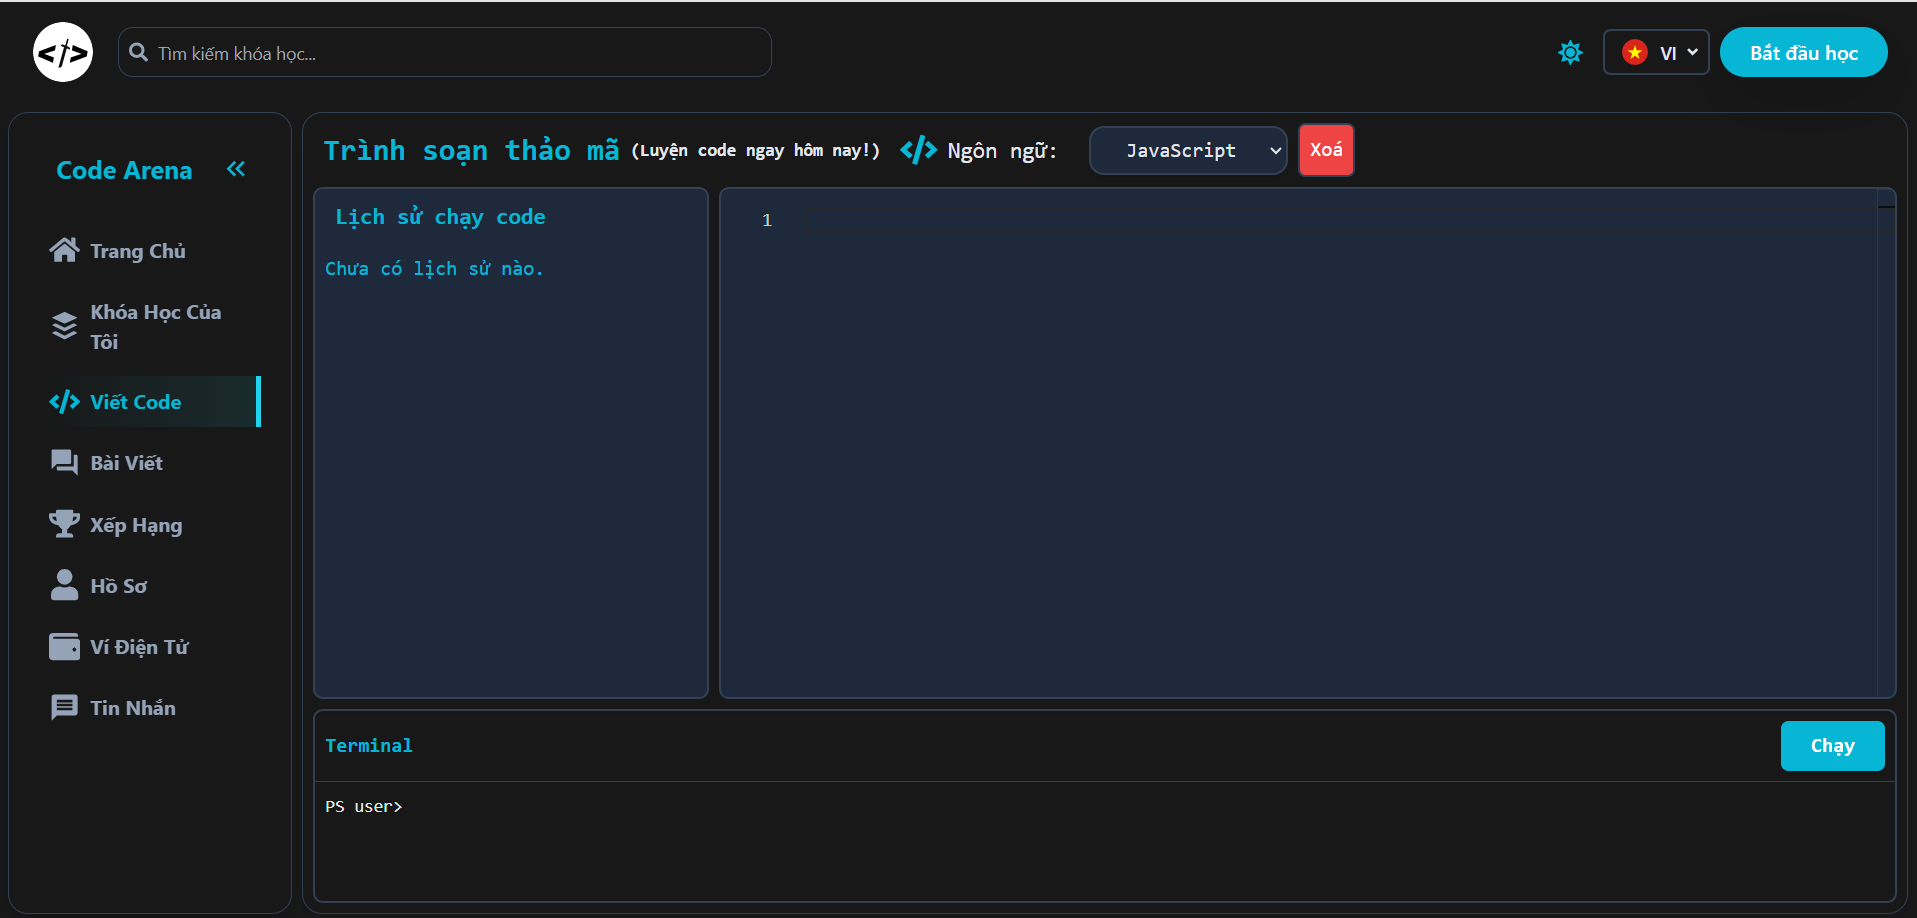 </>
Tìm kiếm khóa học...
VI
Bắt đầu học
Code Arena
Trang Chủ
Khóa Học Của
Tôi
Viết Code
Bài Viết
Xếp Hạng
Hồ Sơ
Ví Điện Tử
Tin Nhắn
Trình soạn thảo mã (Luyện code ngay hôm nay!) </> Ngôn ngữ: JavaScript Xoá
Lịch sử chạy code
Chưa có lịch sử nào.
1
Terminal
Chạy
PS user>